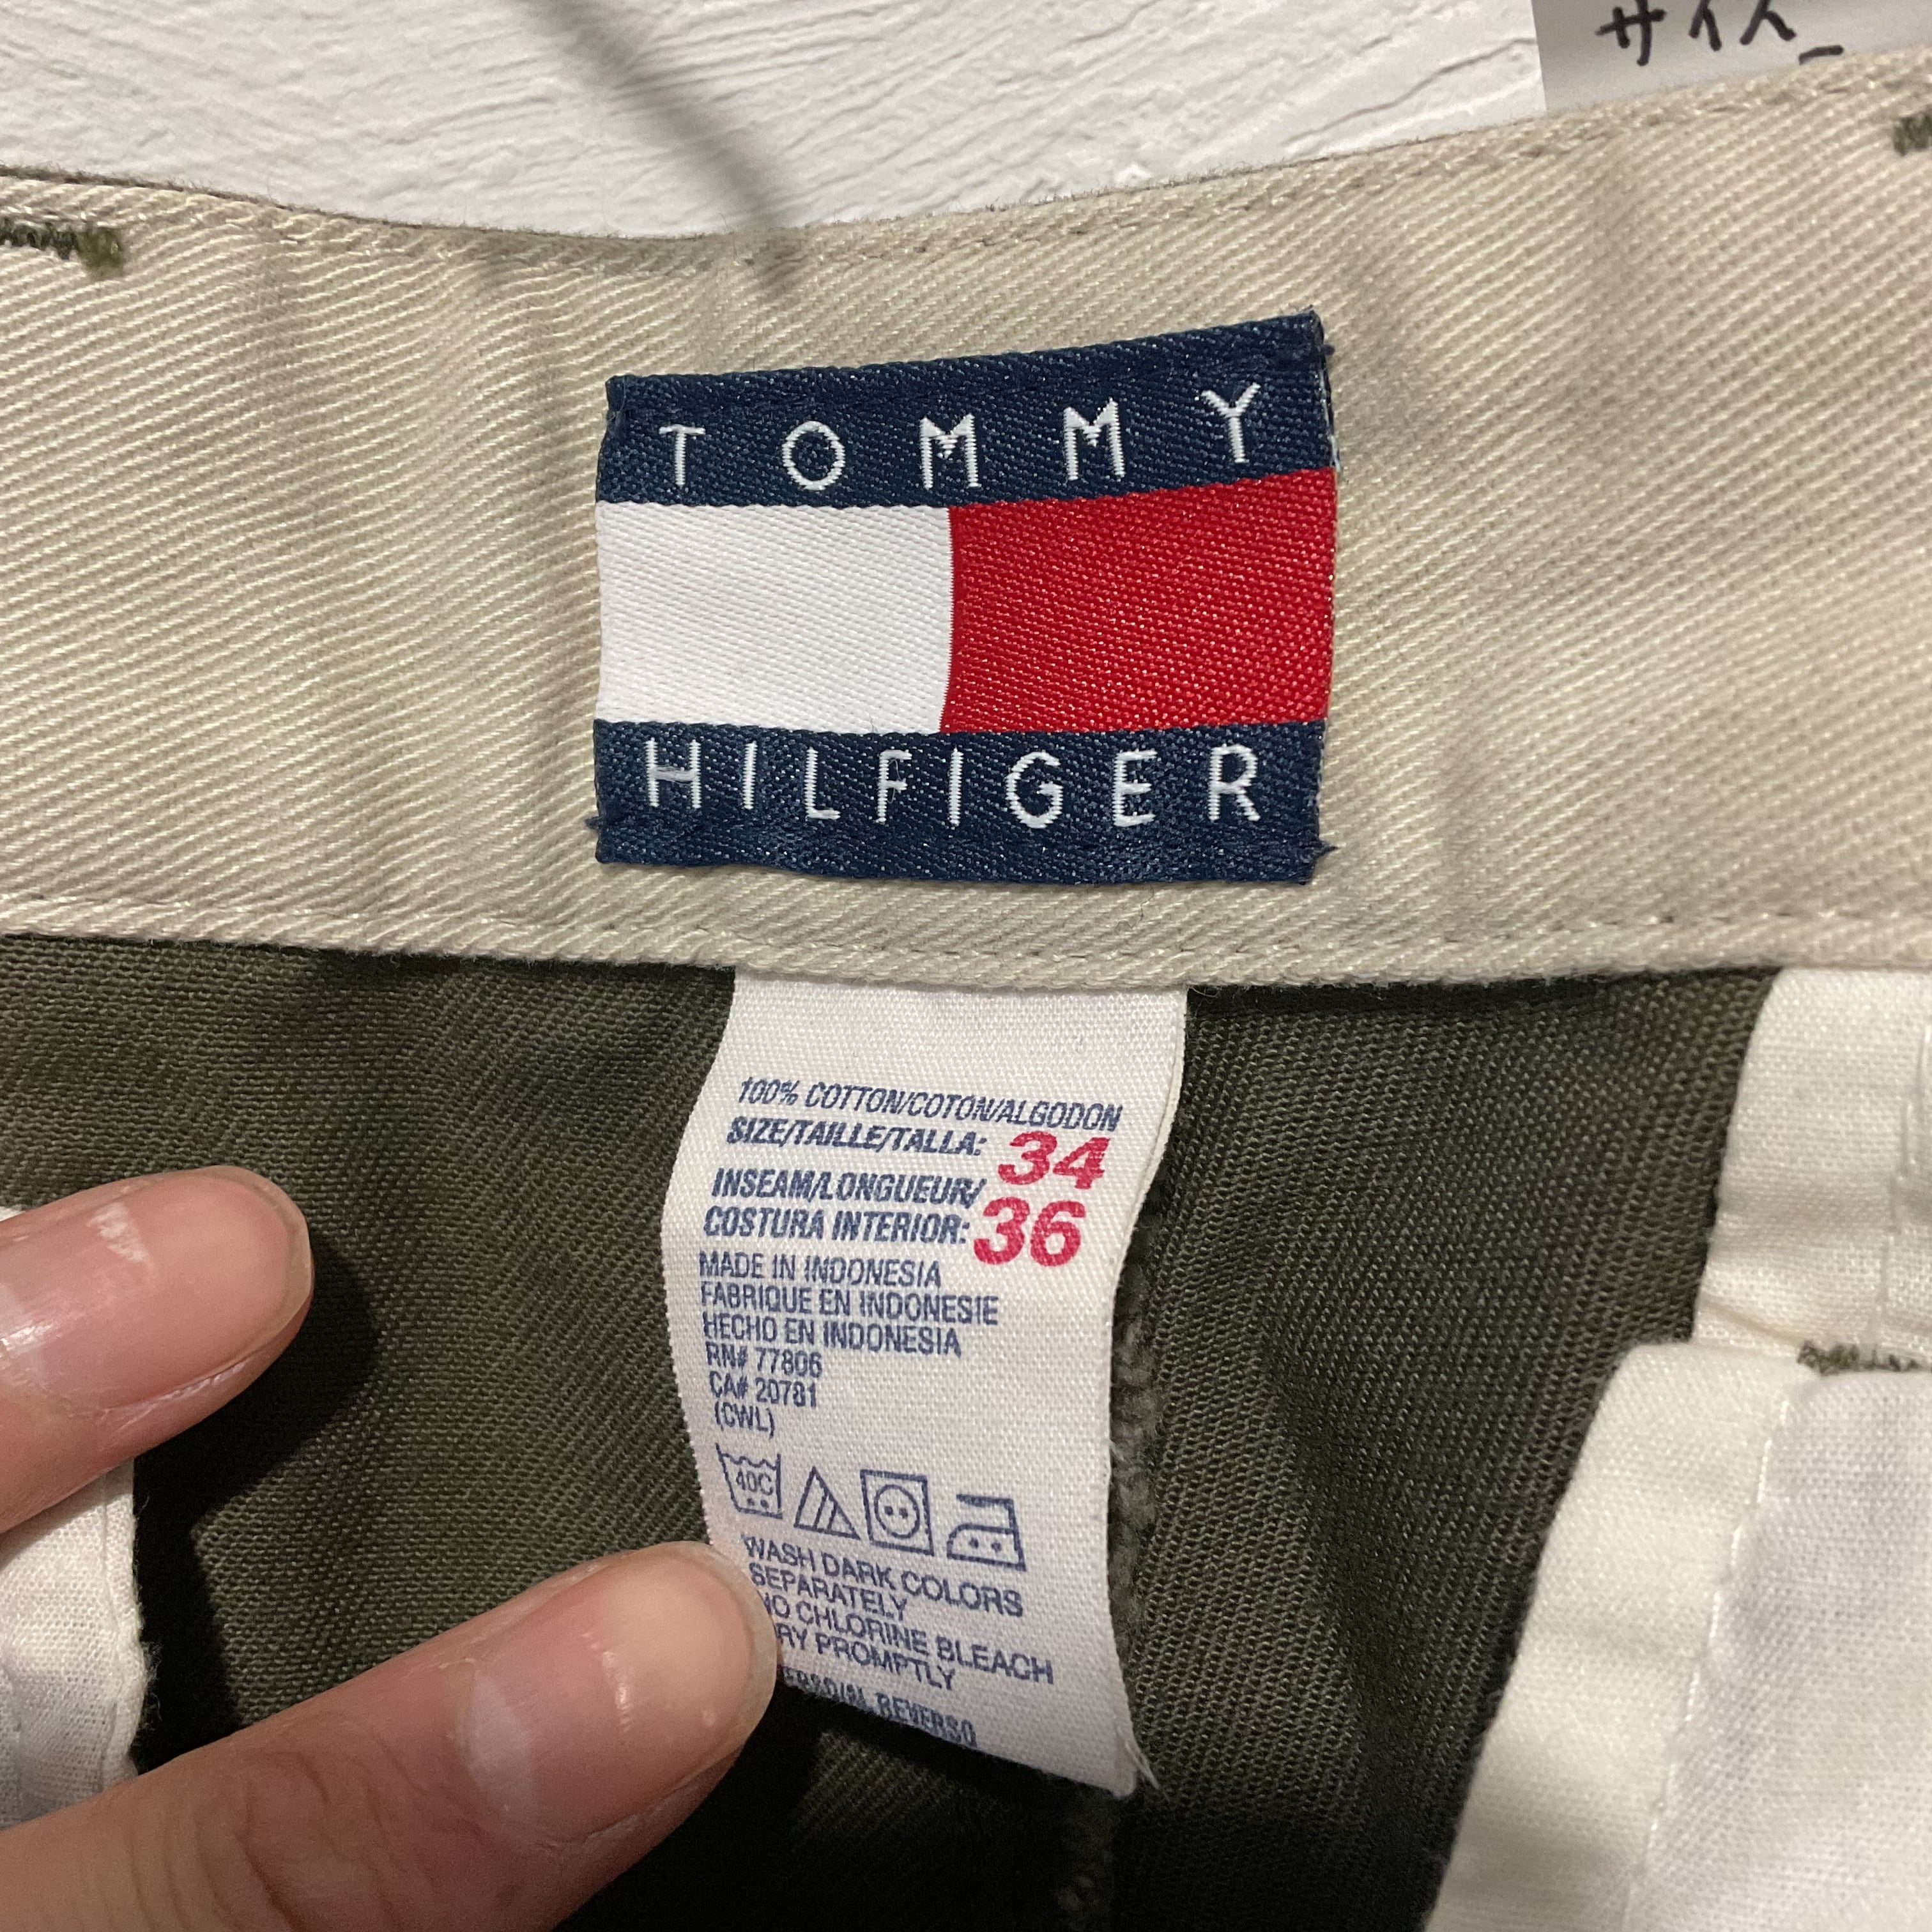 サイズ
TOMMY
HILFIGER
100% COTTON/COTON/ALGODON
SIZE/TAILLE/TALLA: 34
INSEAM/LONGUEUR/
COSTURA INTERIOR: 36
MADE IN INDONESIA
FABRIQUE EN INDONESIE
HECHO EN INDONESIA
RN# 77806
CA# 20781
(CWL)
40C
WASH DARK COLORS
SEPARATELY
NO CHLORINE BLEACH
PROMPTLY
REVERSO